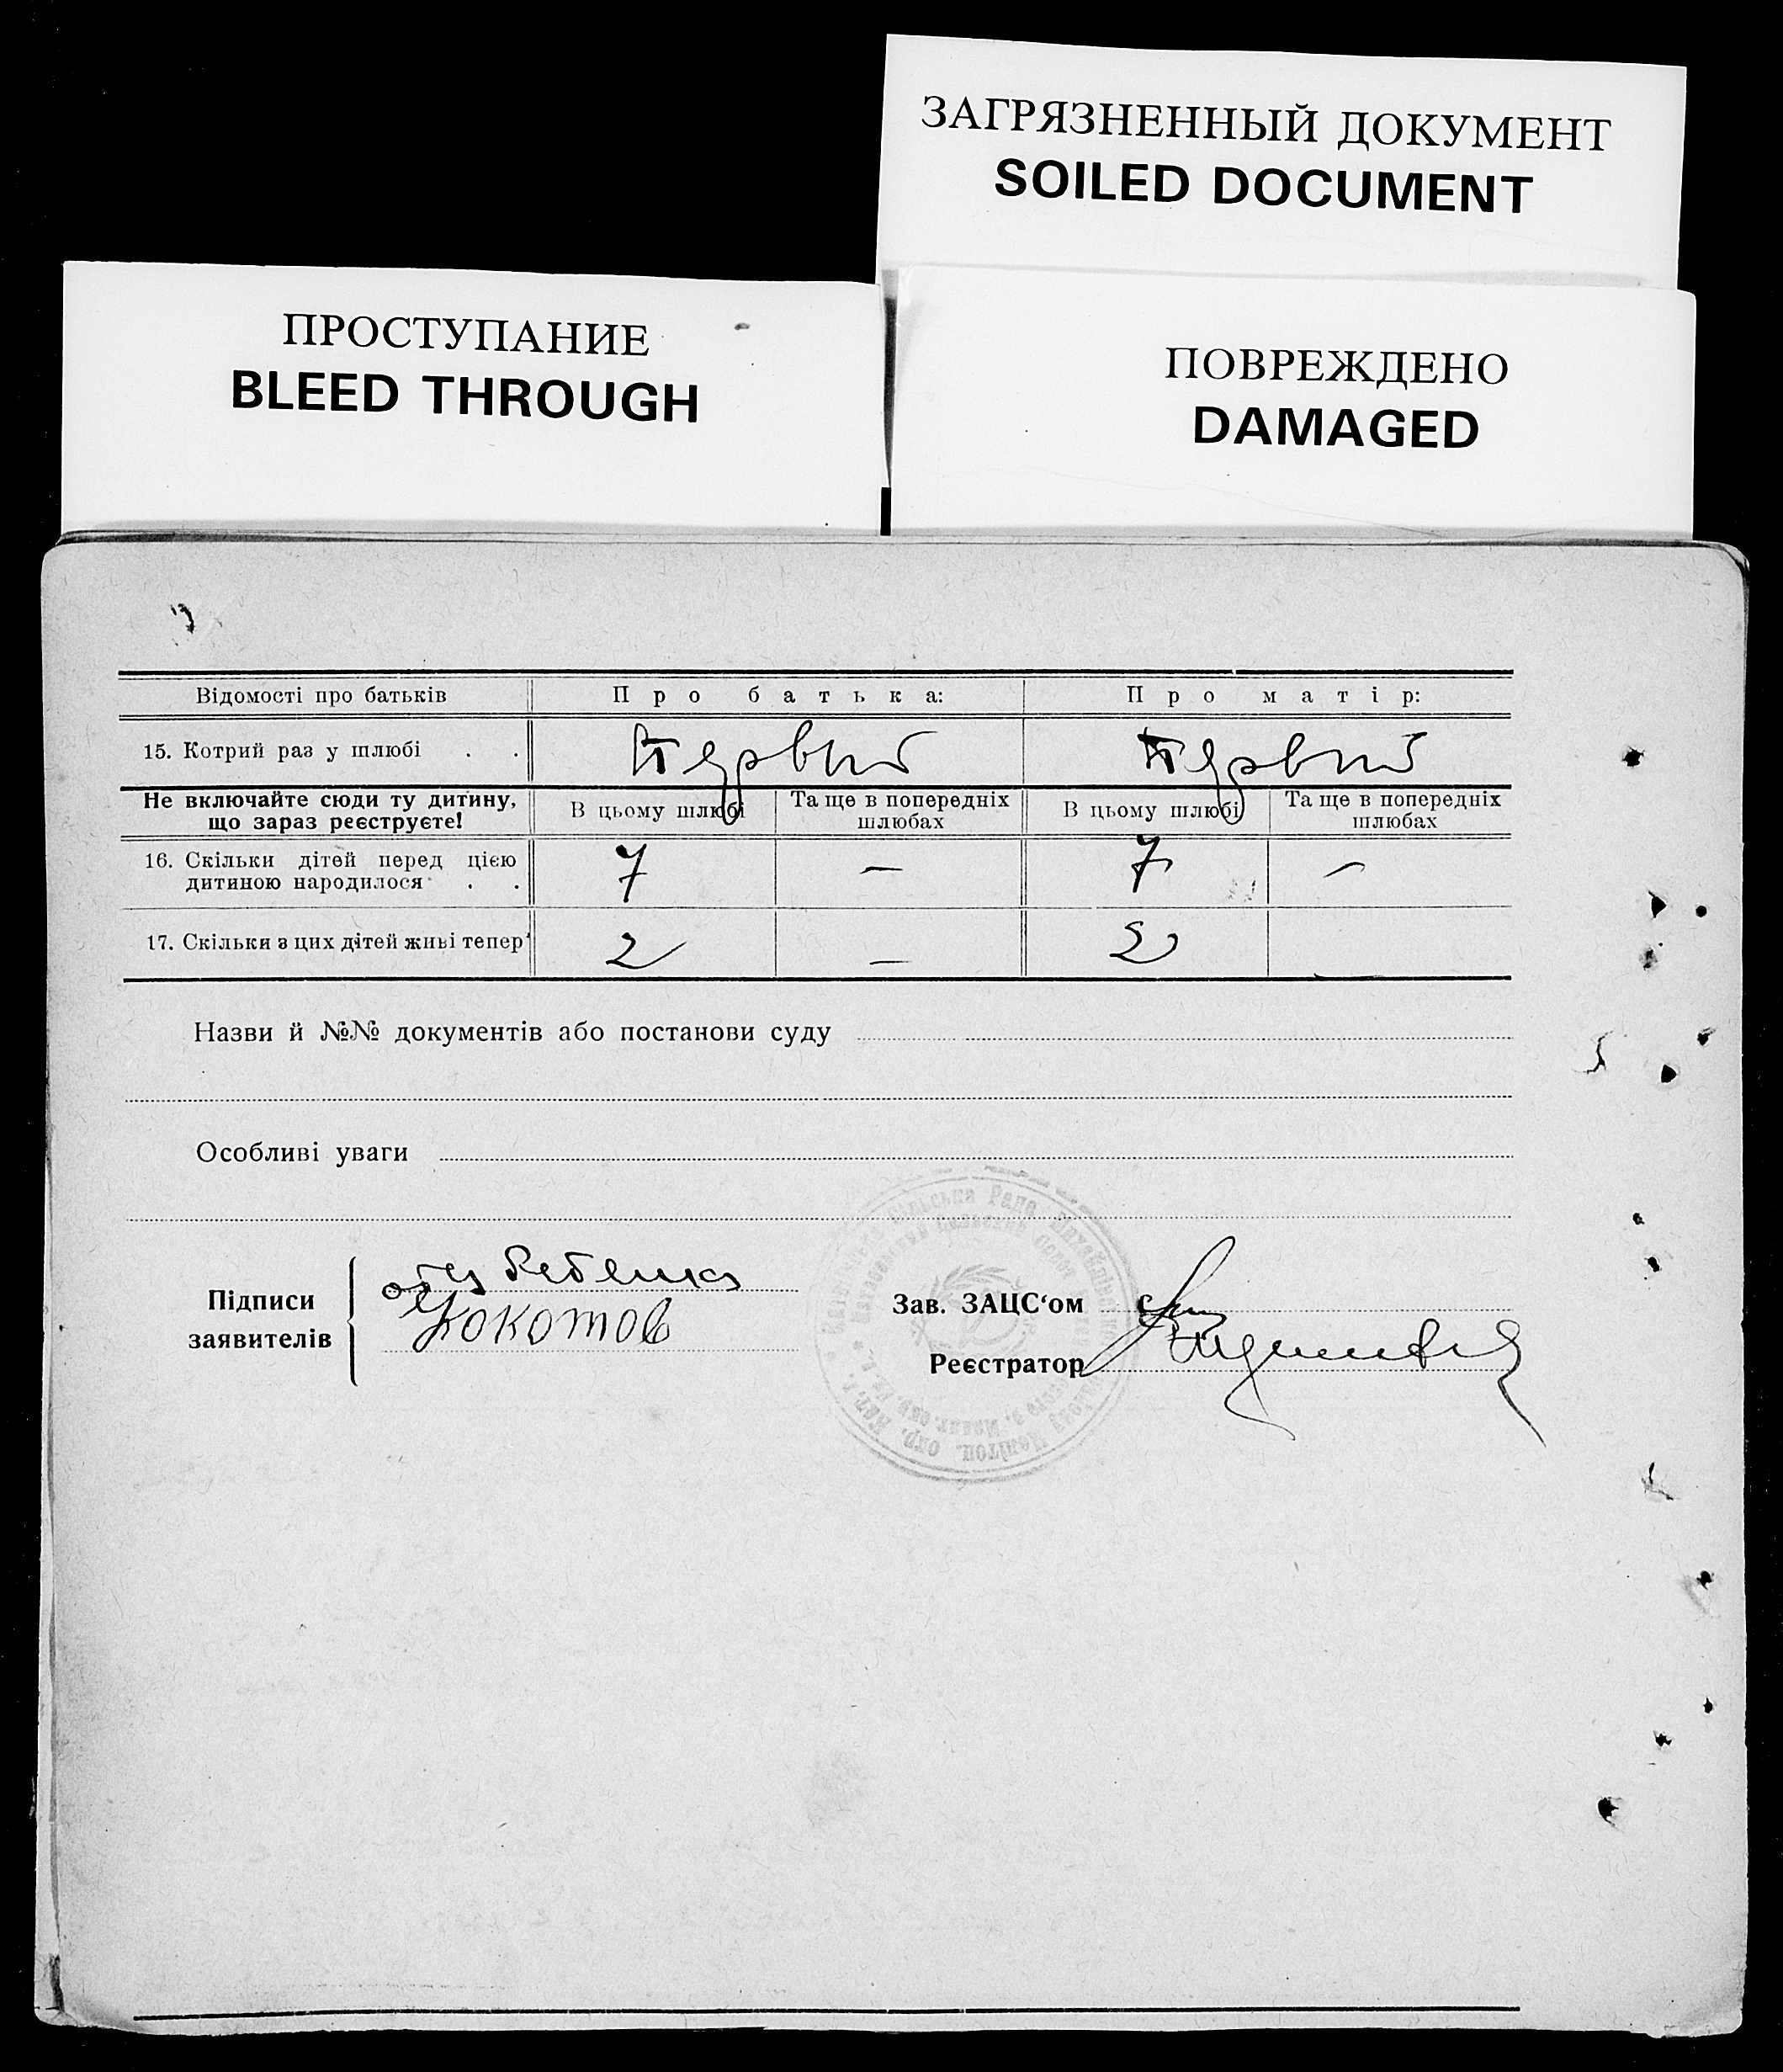 ЗАГРЯЗНЕННЫЙ ДОКУМЕНТ
SOILED DOCUMENT
ПРОСТУПАНИЕ
BLEED THROUGH
ПОВРЕЖДЕНО
DAMAGED
Відомості про батьків Про батька: Про матір:
15. Котрий раз у шлюбі . . Первий Первий
Не включайте сюди ту дитину, що зараз реєструєте! В цьому шлюбі Та ще в попередніх шлюбах В цьому шлюбі Та ще в попередніх шлюбах
16. Скільки дітей перед цією дитиною народилося . . 7 — 7 —
17. Скільки з цих дітей живі тепер 2 — 2 —
Назви й №№ документів або постанови суду
Особливі уваги
Підписи заявителів
отец ребенка
Кокотов
Зав. ЗАЦС‘ом
Реєстратор